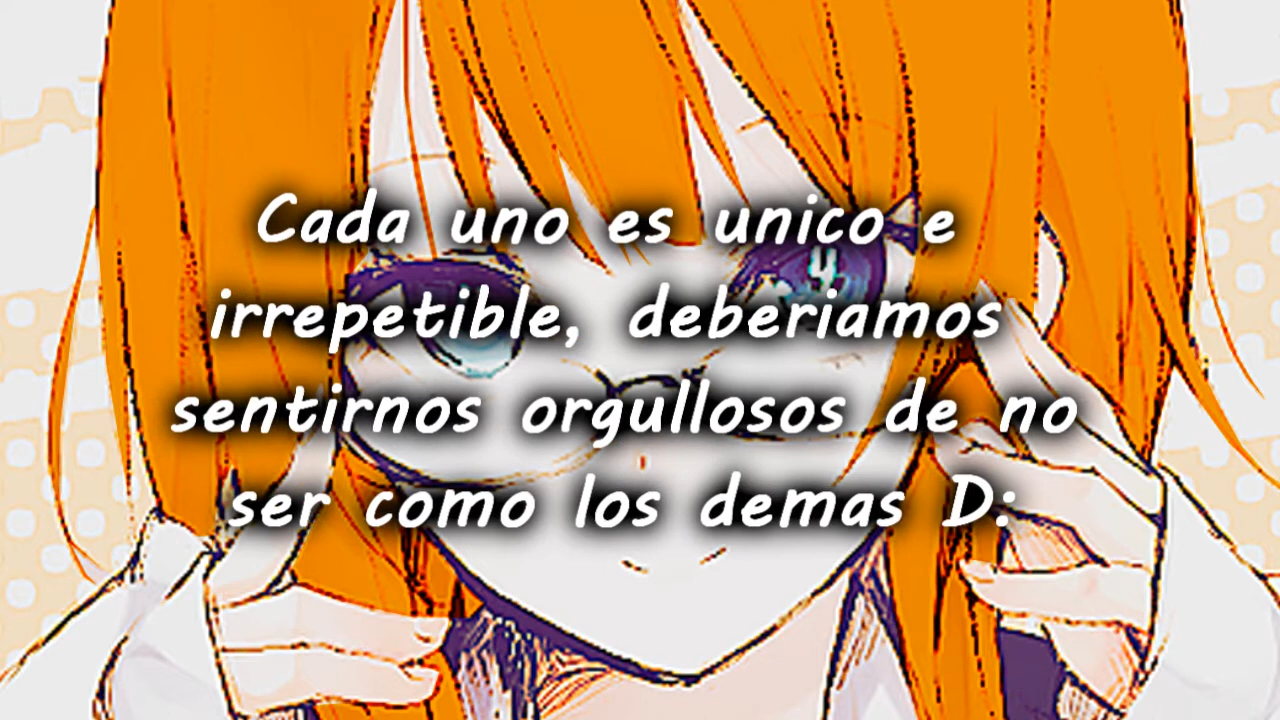 Cada uno es unico e
irrepetible, deberiamos
sentirnos orgullosos de no
ser como los demas D: